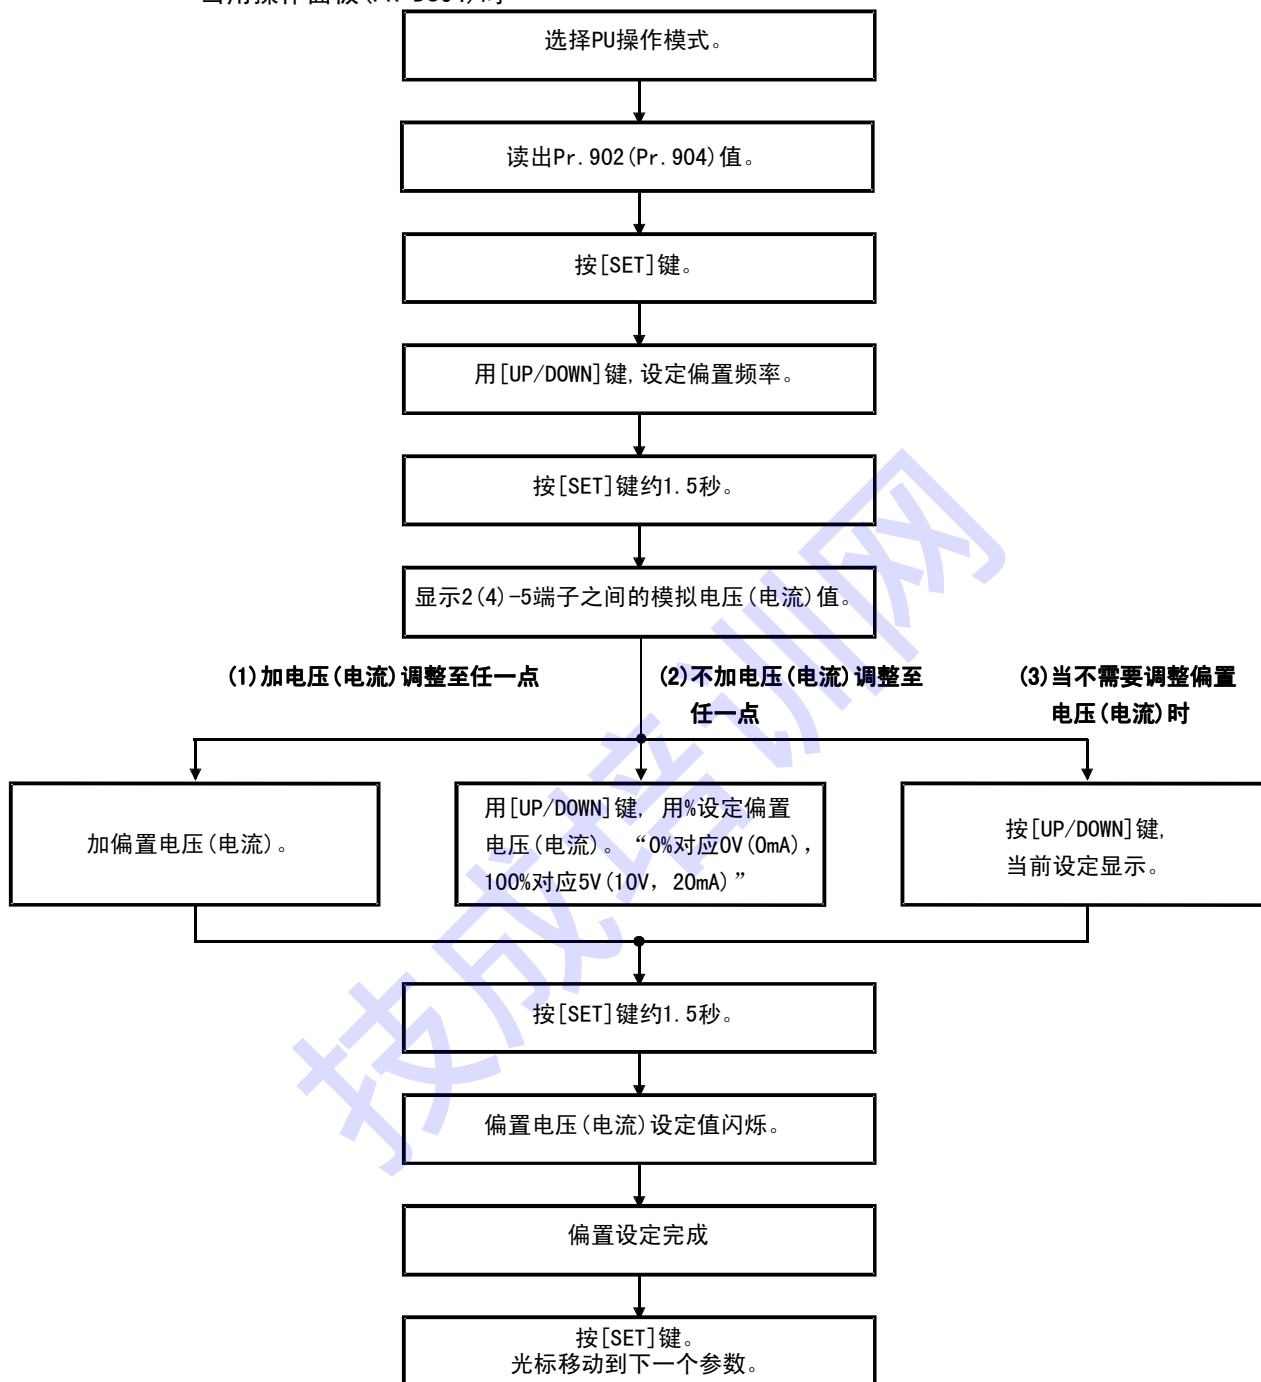 选择PU操作模式。
读出Pr.902(Pr.904)值。
按[SET]键。
用[UP/DOWN]键,设定偏置频率。
按[SET]键约1.5秒。
显示2(4)-5端子之间的模拟电压(电流)值。
(1)加电压(电流)调整至任一点
(2)不加电压(电流)调整至
任一点
(3)当不需要调整偏置
电压(电流)时
加偏置电压(电流)。
用[UP/DOWN]键, 用%设定偏置
电压(电流)。“0%对应0V(0mA),
100%对应5V(10V, 20mA)”
按[UP/DOWN]键,
当前设定显示。
按[SET]键约1.5秒。
偏置电压(电流)设定值闪烁。
偏置设定完成
按[SET]键。
光标移动到下一个参数。
技成培训网